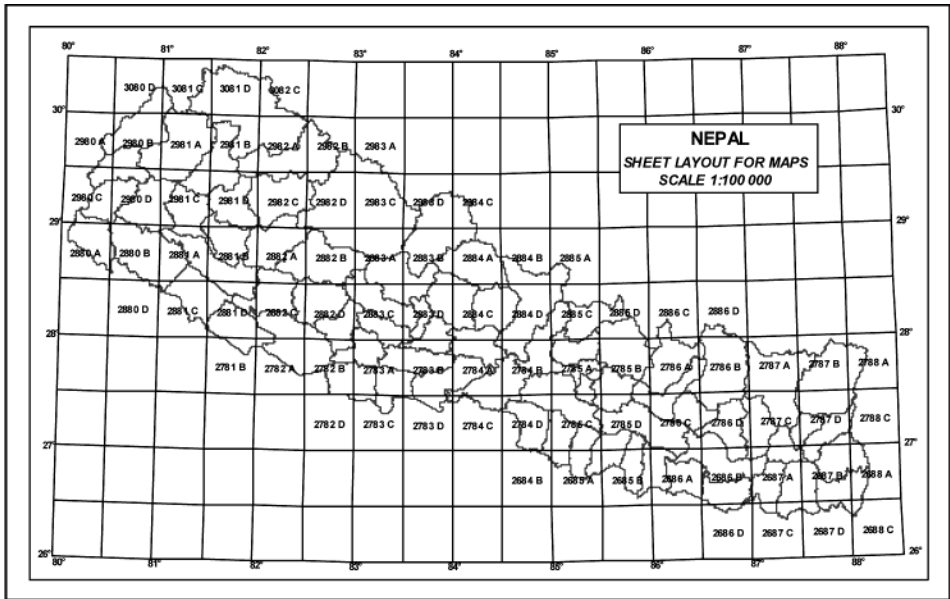 80° 81° 82° 83° 84° 85° 86° 87° 88°
3080 D 3081 C 3081 D 3082 C
30° 30°
NEPAL
SHEET LAYOUT FOR MAPS
SCALE 1:100 000
2980 A 2980 B 2981 A 2981 B 2982 A 2982 B 2983 A
2980 C 2980 D 2981 C 2981 D 2982 C 2982 D 2983 C 2983 D 2984 C
29° 29°
2880 A 2880 B 2881 A 2881 B 2882 A 2882 B 2883 A 2883 B 2884 A 2884 B 2885 A
2880 D 2881 C 2881 D 2882 C 2882 D 2883 C 2883 D 2884 C 2884 D 2885 C 2885 D 2886 C 2886 D
28° 28°
2781 B 2782 A 2782 B 2783 A 2783 B 2784 A 2784 B 2785 A 2785 B 2786 A 2786 B 2787 A 2787 B 2788 A
2782 D 2783 C 2783 D 2784 C 2784 D 2785 C 2785 D 2786 C 2786 D 2787 C 2787 D 2788 C
27° 27°
2684 B 2685 A 2685 B 2686 A 2686 B 2687 A 2687 B 2688 A
2686 D 2687 C 2687 D 2688 C
26° 26°
80° 81° 82° 83° 84° 85° 86° 87° 88°